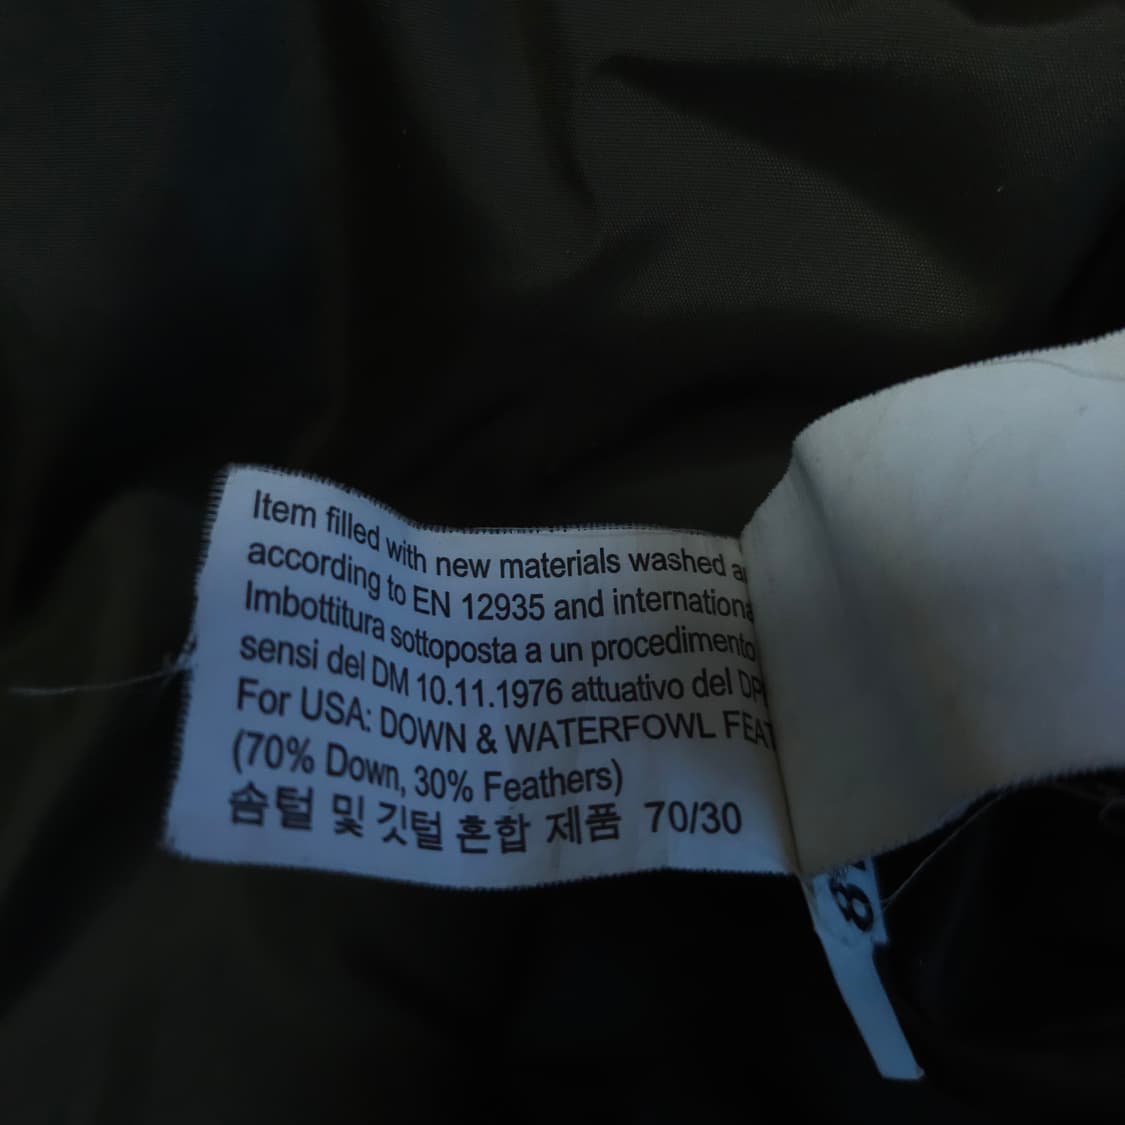 Item filled with new materials washed
according to EN 12935 and
Imbottitura sottoposta a un procedimento
sensi del DM 10.11.1976 attuativo del
For USA: DOWN & WATERFOWL
(70% Down, 30% Feathers)
솜털 및 깃털 혼합 제품 70/30
8